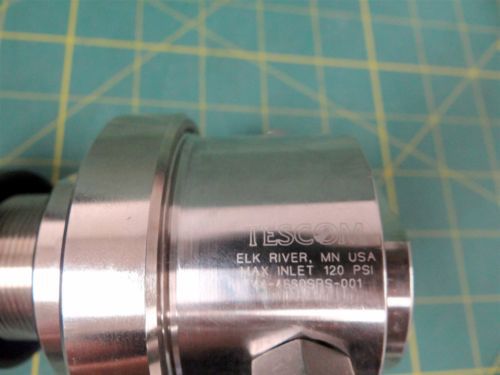 TESCOM
ELK RIVER, MN USA
MAX INLET 120 PSI